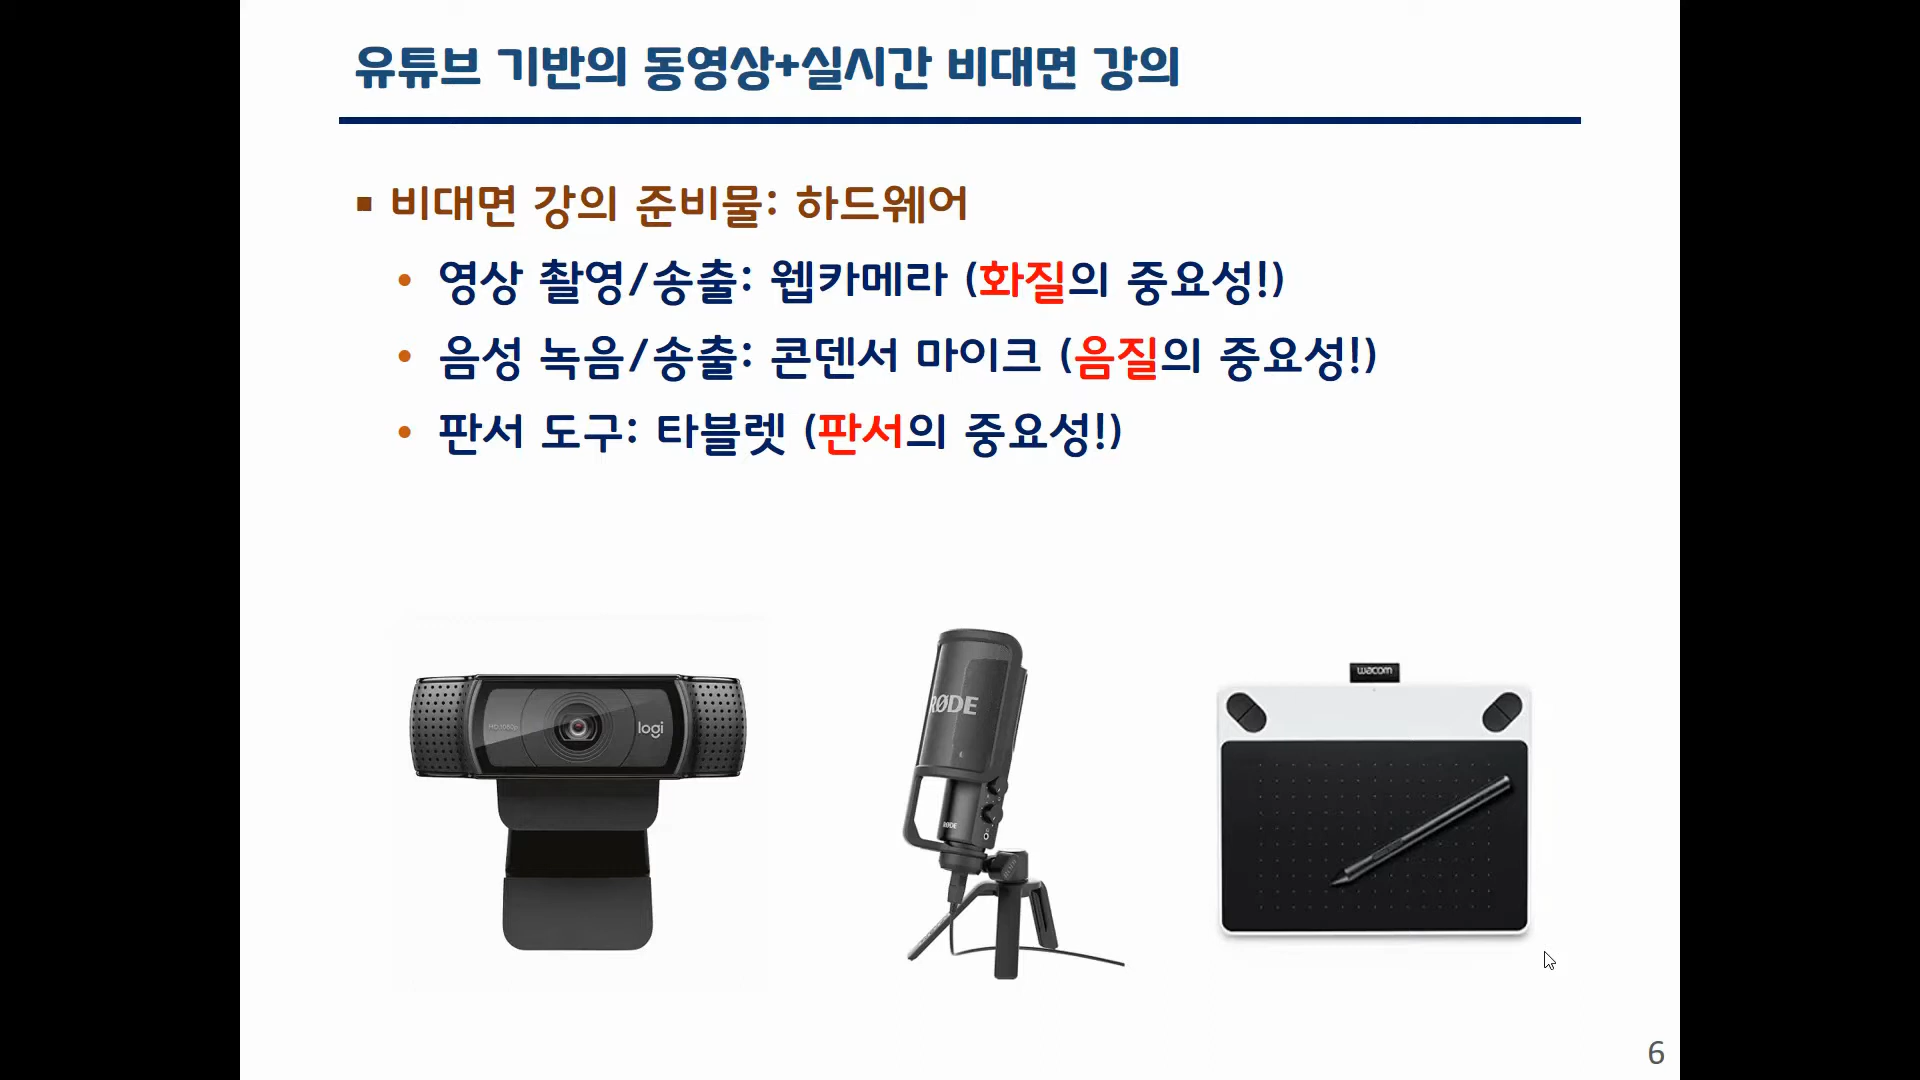 유튜브 기반의 동영상+실시간 비대면 강의
▪ 비대면 강의 준비물: 하드웨어
• 영상 촬영/송출: 웹카메라 (화질의 중요성!)
• 음성 녹음/송출: 콘덴서 마이크 (음질의 중요성!)
• 판서 도구: 타블렛 (판서의 중요성!)
wacom
RØDE
HD 1080p
logi
RØDE
6